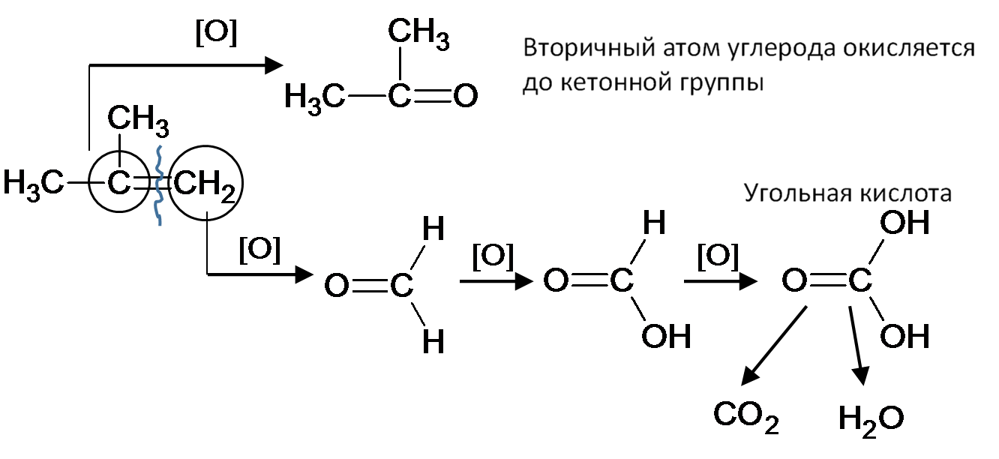 [O]
CH3
Вторичный атом углерода окисляется
до кетонной группы
H3C—C=O
CH3
H3C—C=CH2
Угольная кислота
[O]
H
O=C
H
[O]
H
O=C
OH
[O]
OH
O=C
OH
CO2
H2O